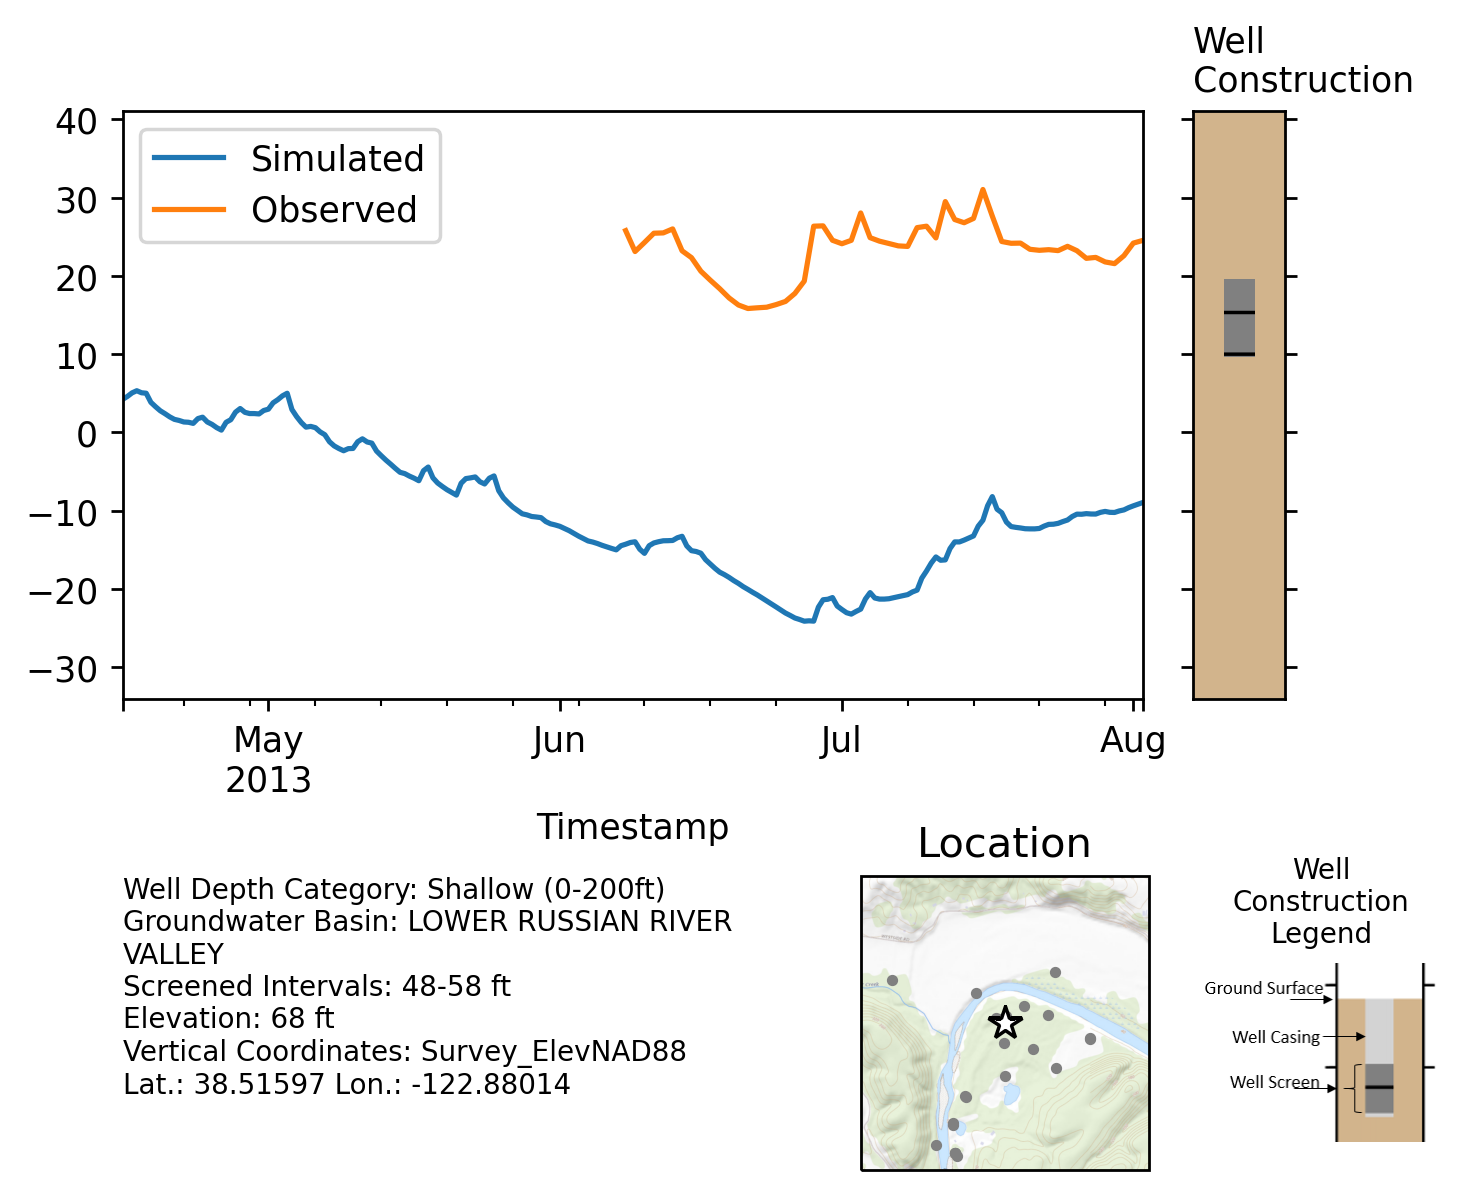 Well
Construction
40
30
20
10
0
−10
−20
−30
Simulated
Observed
May
2013
Jun
Jul
Aug
Timestamp
Well Depth Category: Shallow (0-200ft)
Groundwater Basin: LOWER RUSSIAN RIVER
VALLEY
Screened Intervals: 48-58 ft
Elevation: 68 ft
Vertical Coordinates: Survey_ElevNAD88
Lat.: 38.51597 Lon.: -122.88014
Location
Well
Construction
Legend
Ground Surface
Well Casing
Well Screen